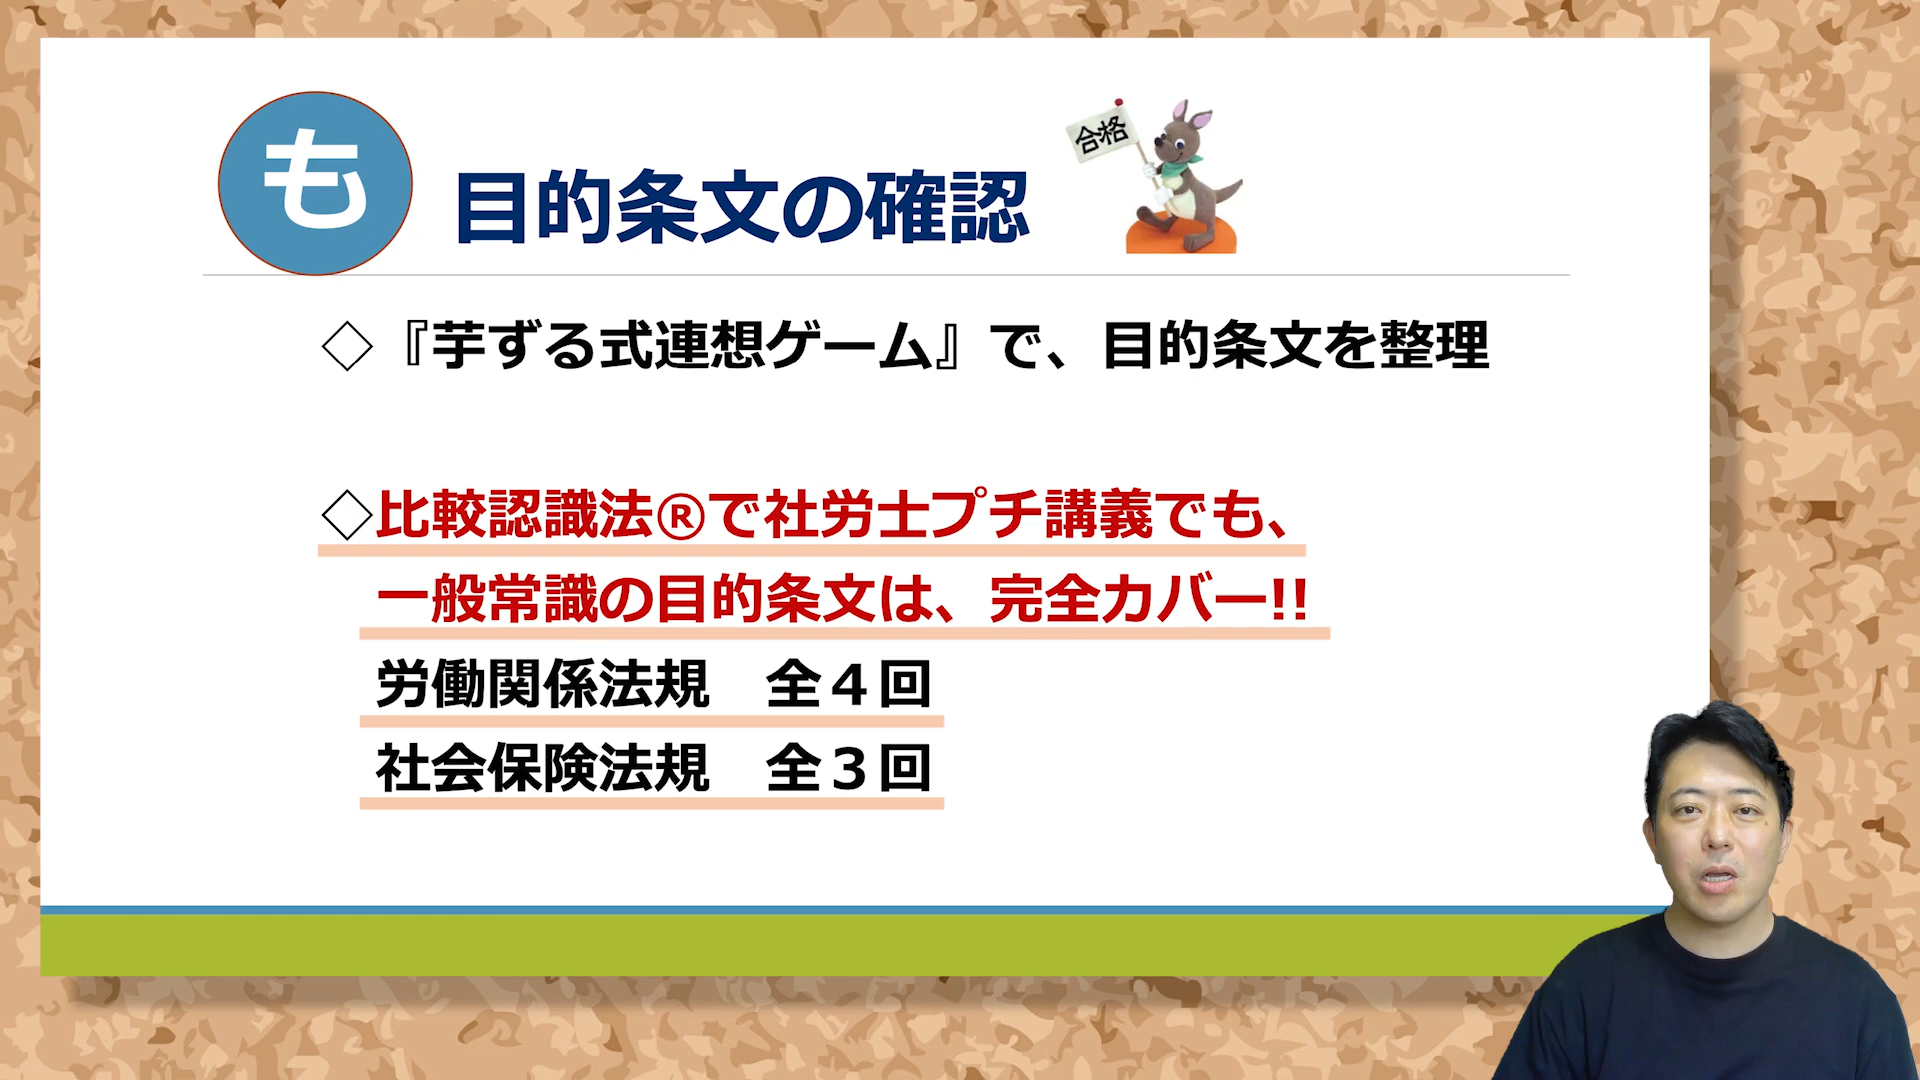 も
目的条文の確認
合格
◇『芋ずる式連想ゲーム』で、目的条文を整理
◇比較認識法®で社労士プチ講義でも、
一般常識の目的条文は、完全カバー!!
労働関係法規　全４回
社会保険法規　全３回